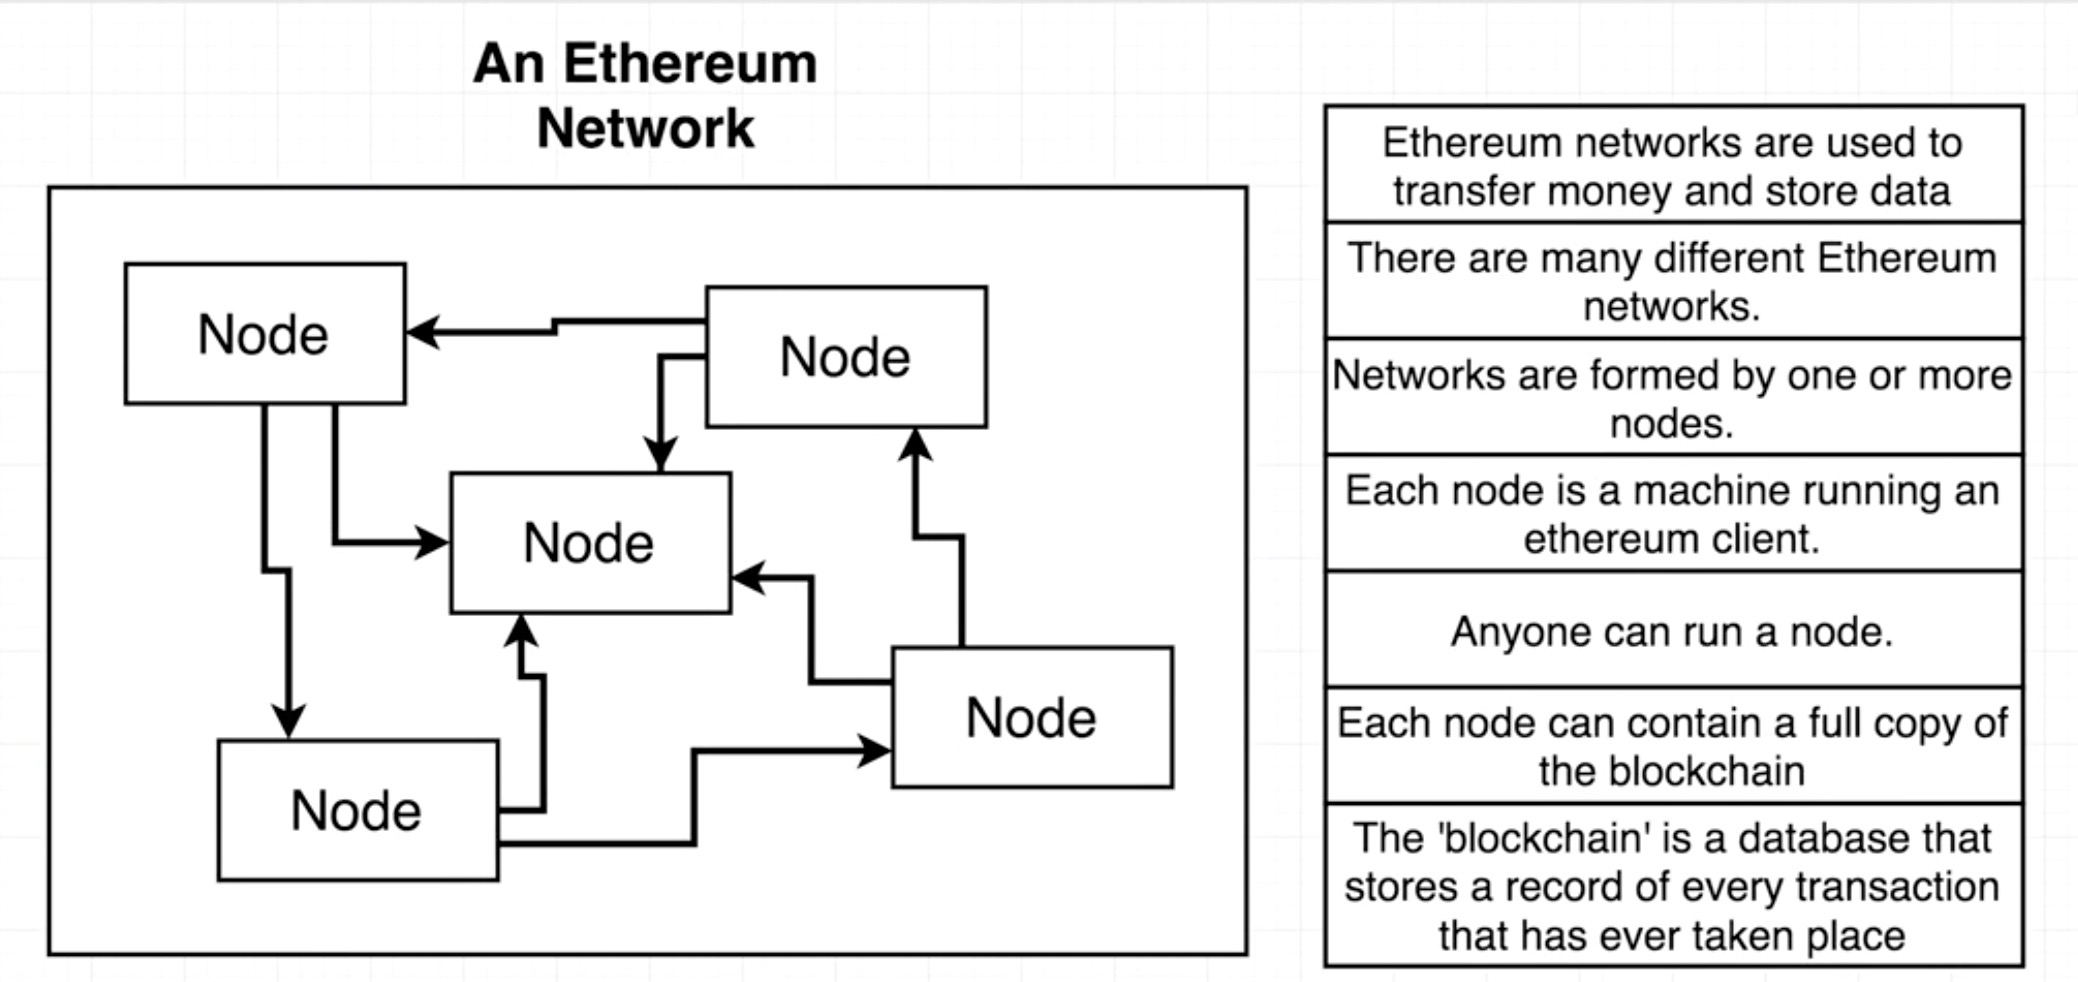 An Ethereum
Network
Node
Node
Node
Node
Node
Ethereum networks are used to
transfer money and store data
There are many different Ethereum
networks.
Networks are formed by one or more
nodes.
Each node is a machine running an
ethereum client.
Anyone can run a node.
Each node can contain a full copy of
the blockchain
The 'blockchain' is a database that
stores a record of every transaction
that has ever taken place